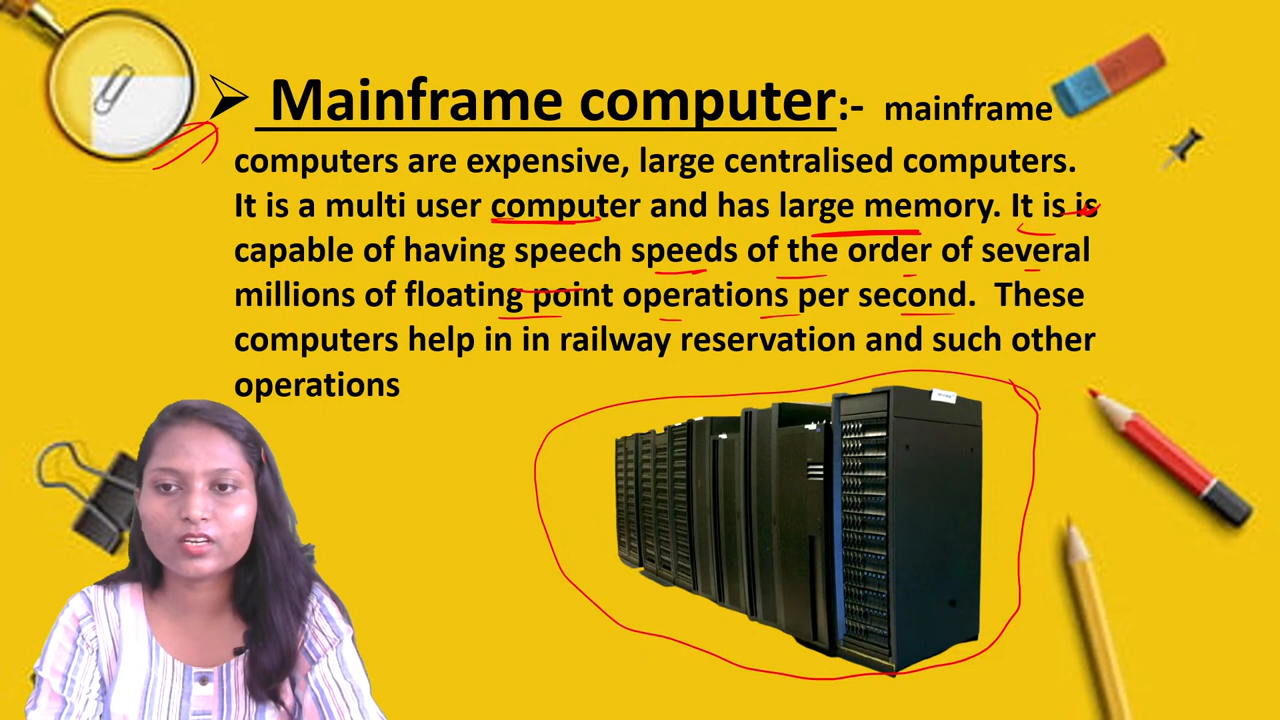 Mainframe computer:- mainframe
computers are expensive, large centralised computers.
It is a multi user computer and has large memory. It is is
capable of having speech speeds of the order of several
millions of floating point operations per second. These
computers help in in railway reservation and such other
operations